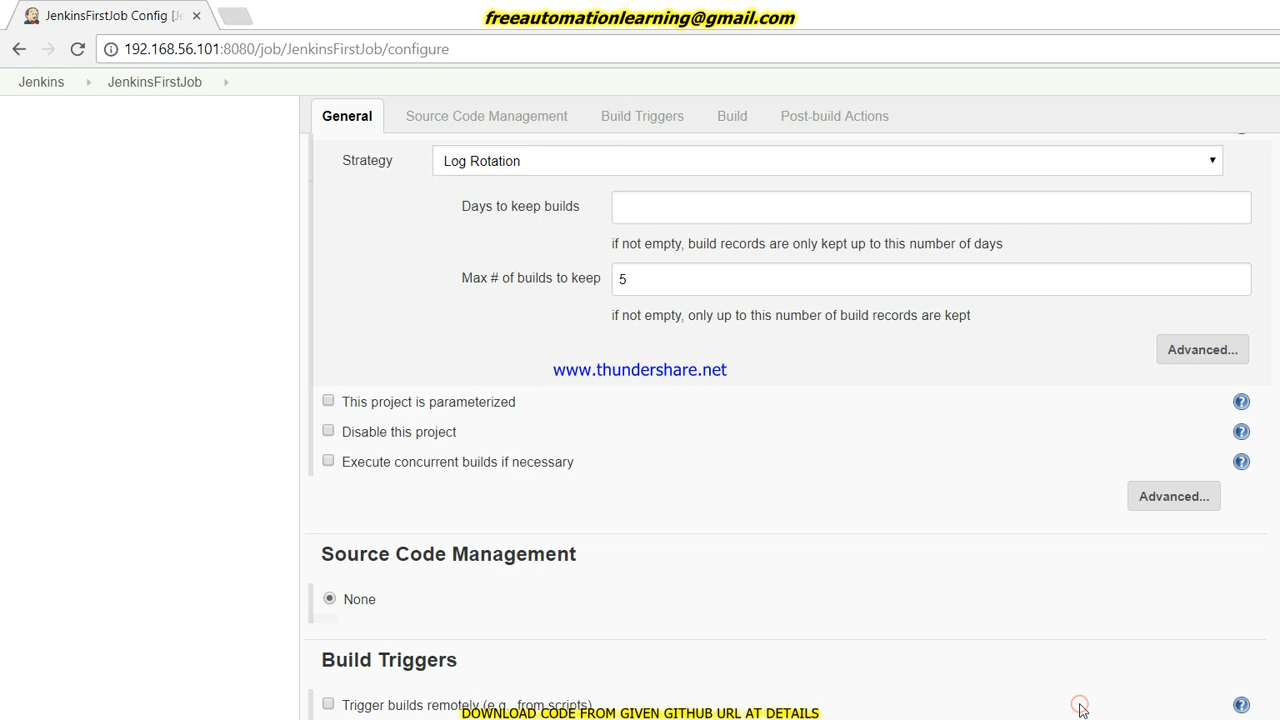 JenkinsFirstJob Config [J
freeautomationlearning@gmail.com
192.168.56.101:8080/job/JenkinsFirstJob/configure
Jenkins JenkinsFirstJob
General Source Code Management Build Triggers Build Post-build Actions
Strategy Log Rotation
Days to keep builds
if not empty, build records are only kept up to this number of days
Max # of builds to keep 5
if not empty, only up to this number of build records are kept
Advanced...
www.thundershare.net
This project is parameterized
Disable this project
Execute concurrent builds if necessary
Advanced...
Source Code Management
None
Build Triggers
Trigger builds remotely (e.g., from scripts)
DOWNLOAD CODE FROM GIVEN GITHUB URL AT DETAILS